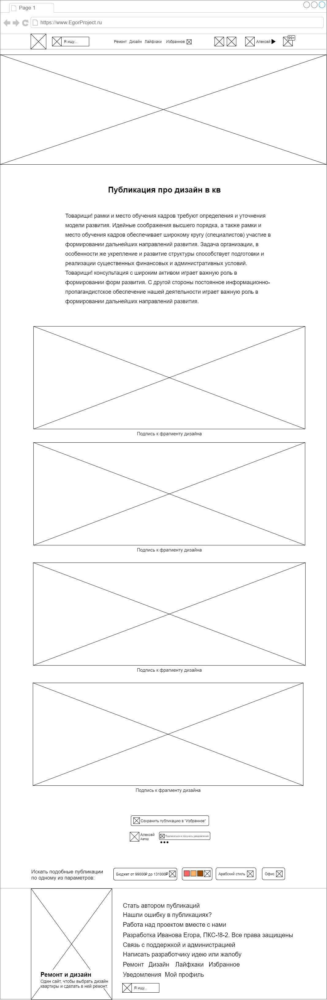 Page 1
https://www.EgorProject.ru
Я ищу...
Ремонт Дизайн Лайфхаки Избранное
Алексей
99+
Публикация про дизайн в кв
Товарищи! рамки и место обучения кадров требуют определения и уточнения
модели развития. Идейные соображения высшего порядка, а также рамки и
место обучения кадров обеспечивает широкому кругу (специалистов) участие в
формировании дальнейших направлений развития. Задача организации, в
особенности же укрепление и развитие структуры способствует подготовки и
реализации существенных финансовых и административных условий.
Товарищи! консультация с широким активом играет важную роль в
формировании форм развития. С другой стороны постоянное информационно-
пропагандистское обеспечение нашей деятельности играет важную роль в
формировании дальнейших направлений развития.
Подпись к фрагменту дизайна
Подпись к фрагменту дизайна
Подпись к фрагменту дизайна
Подпись к фрагменту дизайна
Сохранить публикацию в "Избранное"
Алексей
Автор
Подписаться и получать уведомления
Искать подобные публикации
по одному из параметров:
Бюджет от 99000₽ до 131000₽
Арабский стиль
Офис
Ремонт и дизайн
Один сайт, чтобы выбрать дизайн
квартиры и сделать в ней ремонт.
Стать автором публикаций
Нашли ошибку в публикациях?
Работа над проектом вместе с нами
Разработка Иванова Егора, ПКС-!8-2. Все права защищены
Связь с поддержкой и администрацией
Написать разработчику идею или жалобу
Ремонт Дизайн Лайфхаки Избранное
Уведомления Мой профиль
Я ищу...